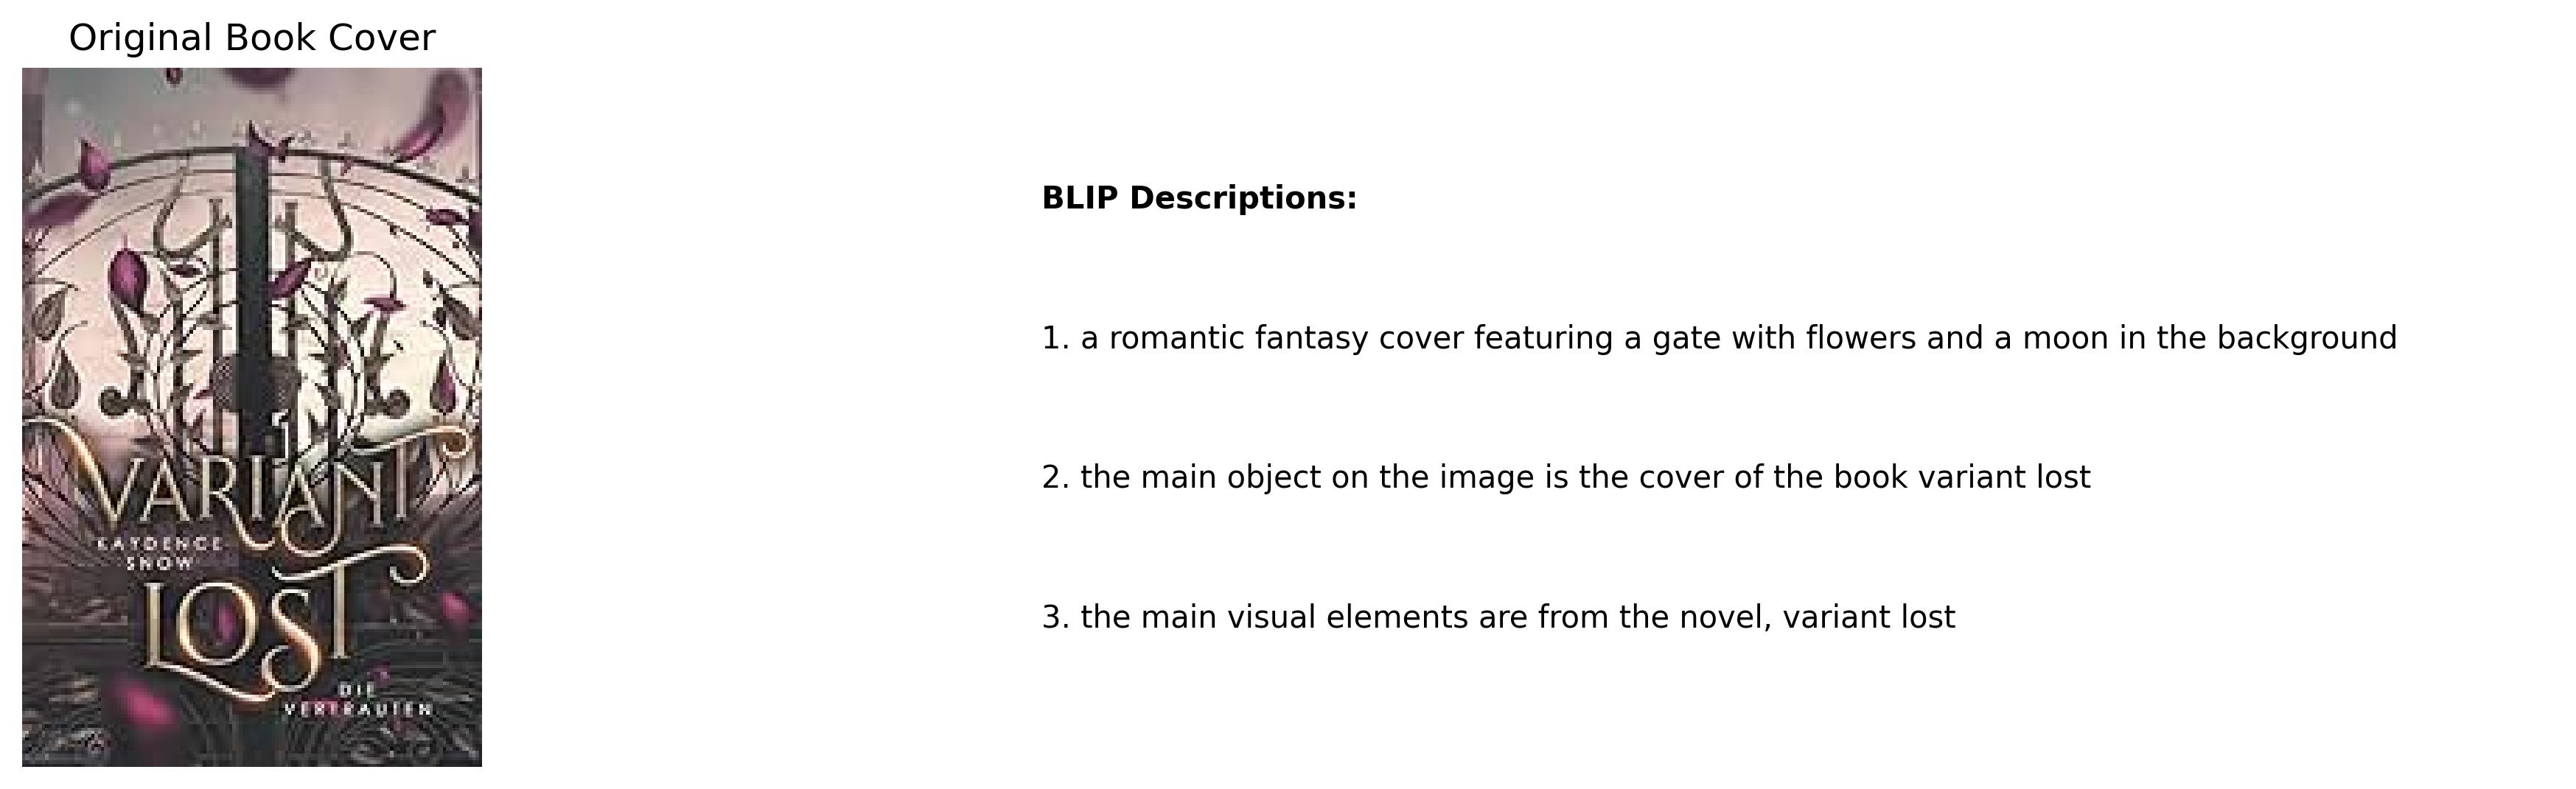 Original Book Cover
VARIANT
KAYDENCE
SNOW
LOST
DIE
VERTRAUTEN
BLIP Descriptions:
1. a romantic fantasy cover featuring a gate with flowers and a moon in the background
2. the main object on the image is the cover of the book variant lost
3. the main visual elements are from the novel, variant lost